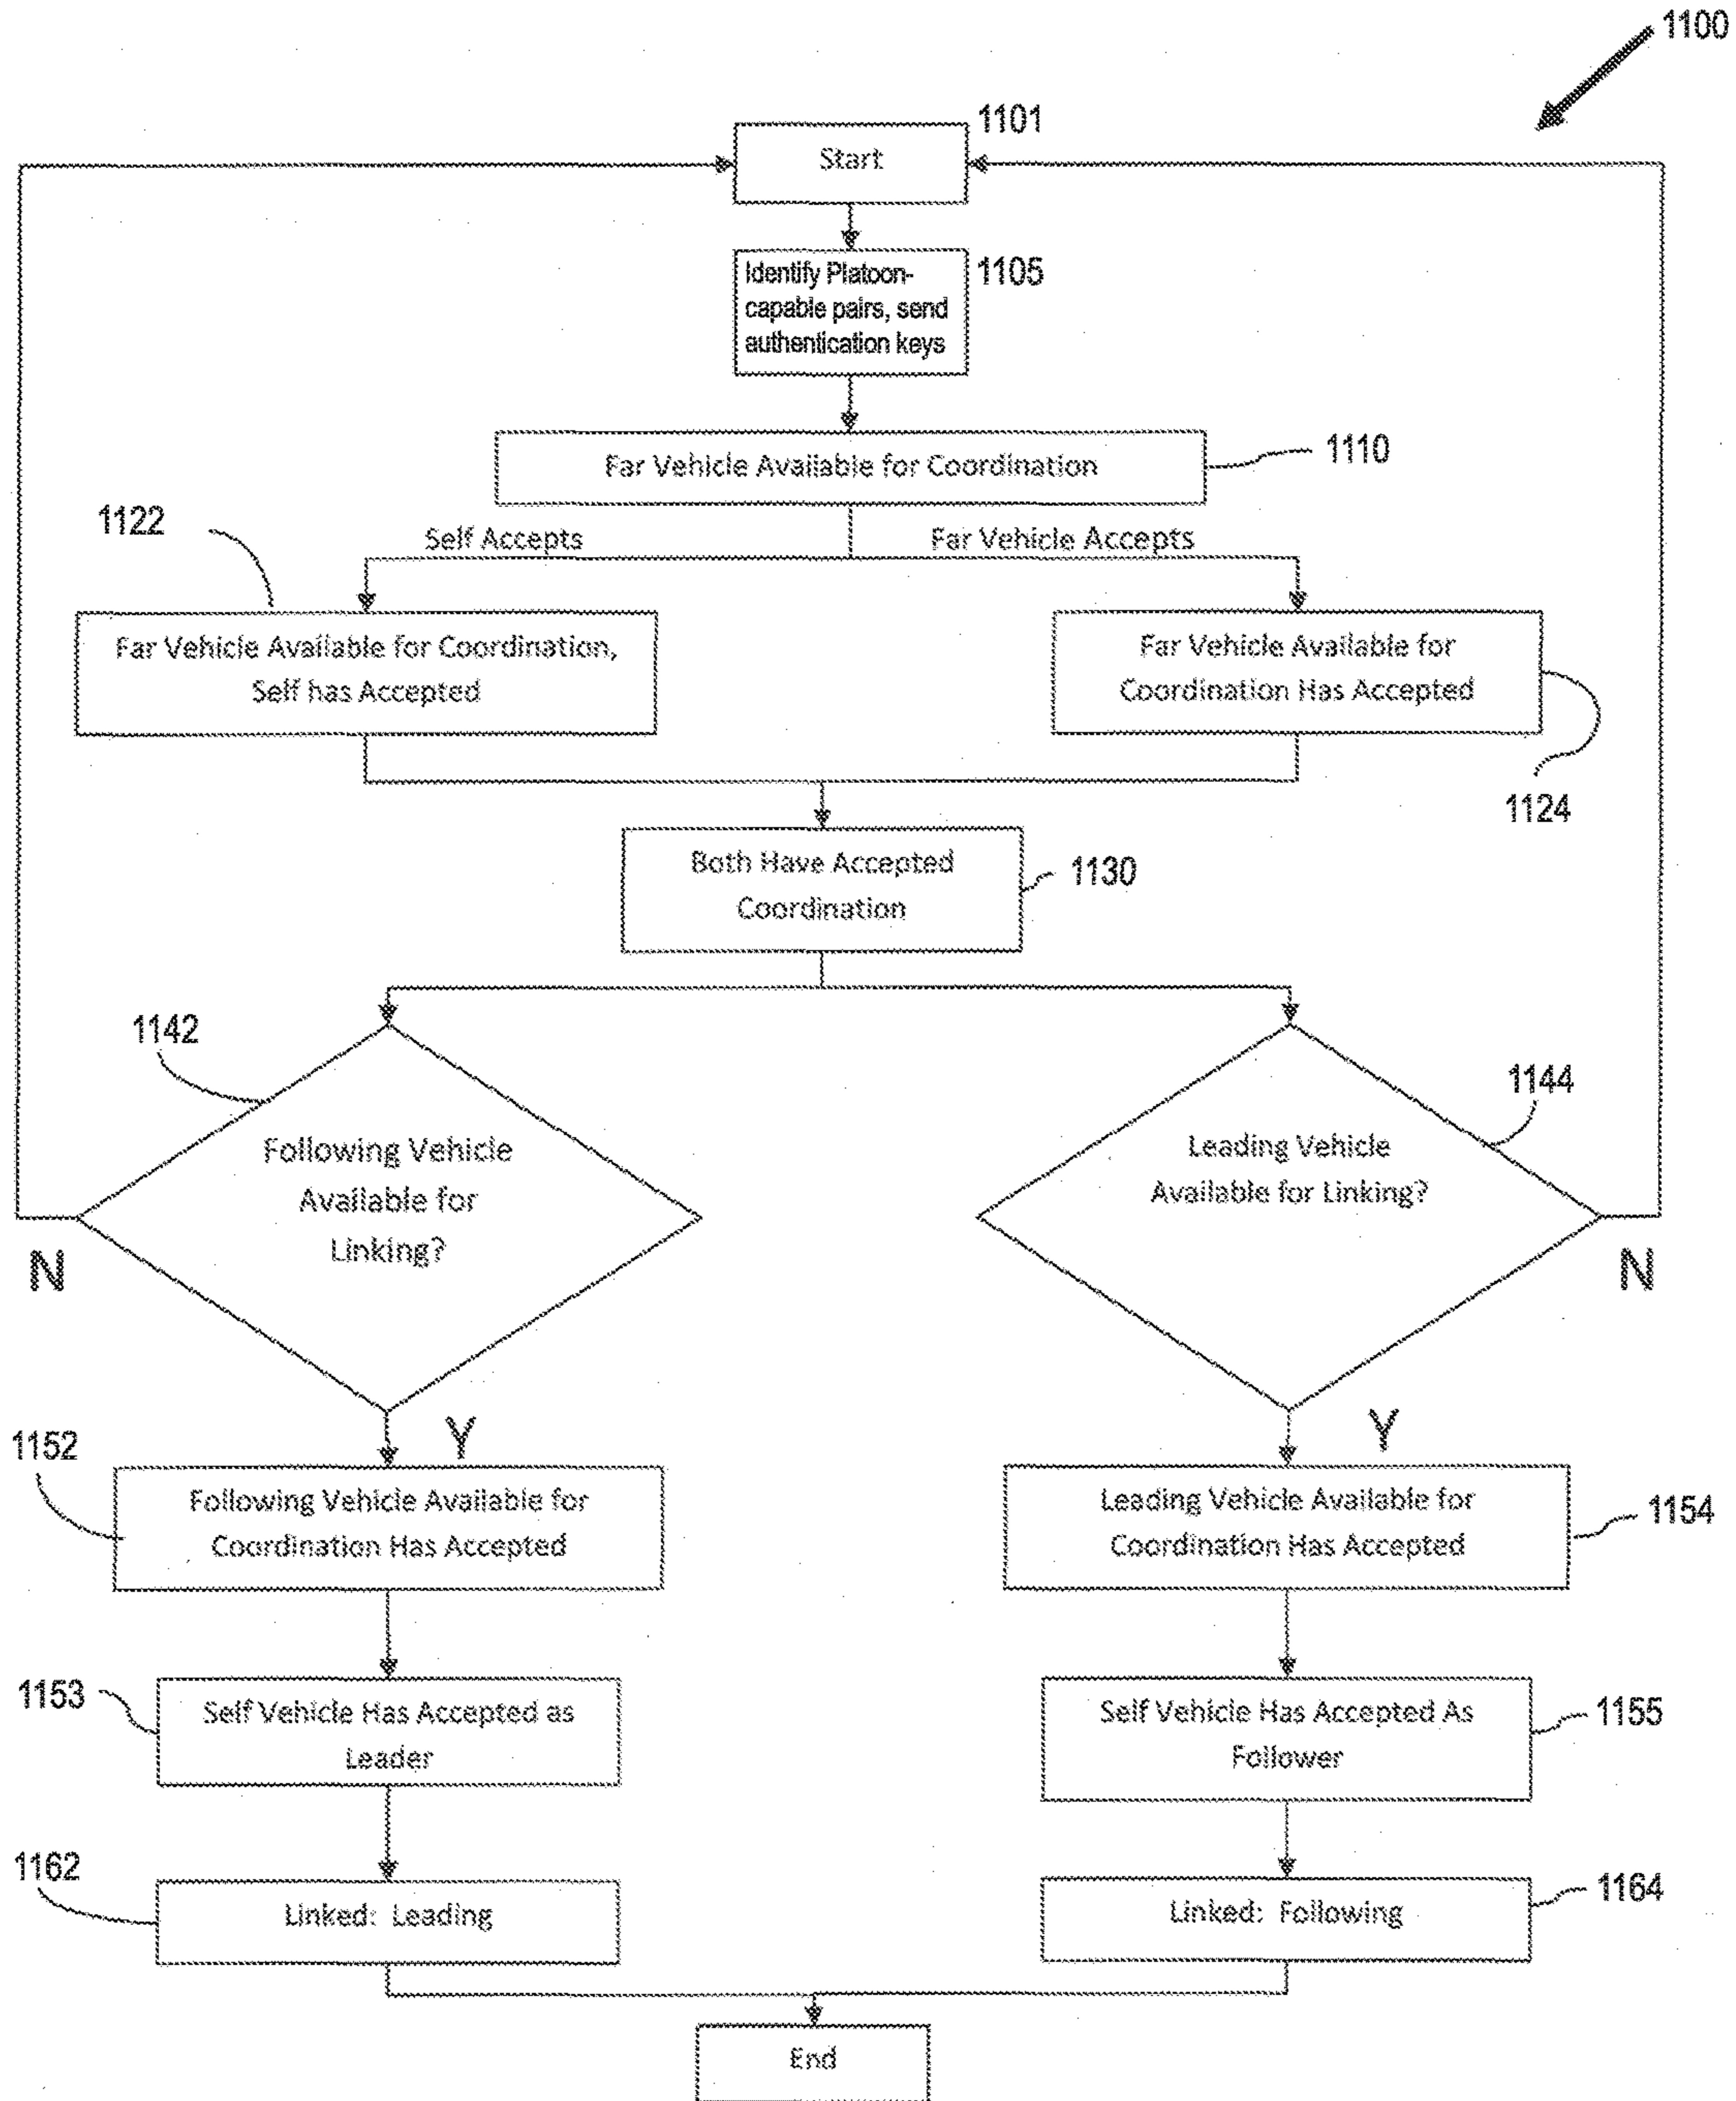 1100
1101
Start
1105
Identify Platoon-
capable pairs, send
authentication keys
Far Vehicle Available for Coordination
1110
1122
Self Accepts
Far Vehicle Accepts
Far Vehicle Available for Coordination,
Self has Accepted
Far Vehicle Available for
Coordination Has Accepted
1124
Both Have Accepted
Coordination
1130
1142
Following Vehicle
Available for
Linking?
N
1144
Leading Vehicle
Available for Linking?
N
Y
Y
1152
Following Vehicle Available for
Coordination Has Accepted
Leading Vehicle Available for
Coordination Has Accepted
1154
1153
Self Vehicle Has Accepted as
Leader
Self Vehicle Has Accepted As
Follower
1155
1162
Linked: Leading
Linked: Following
1164
End